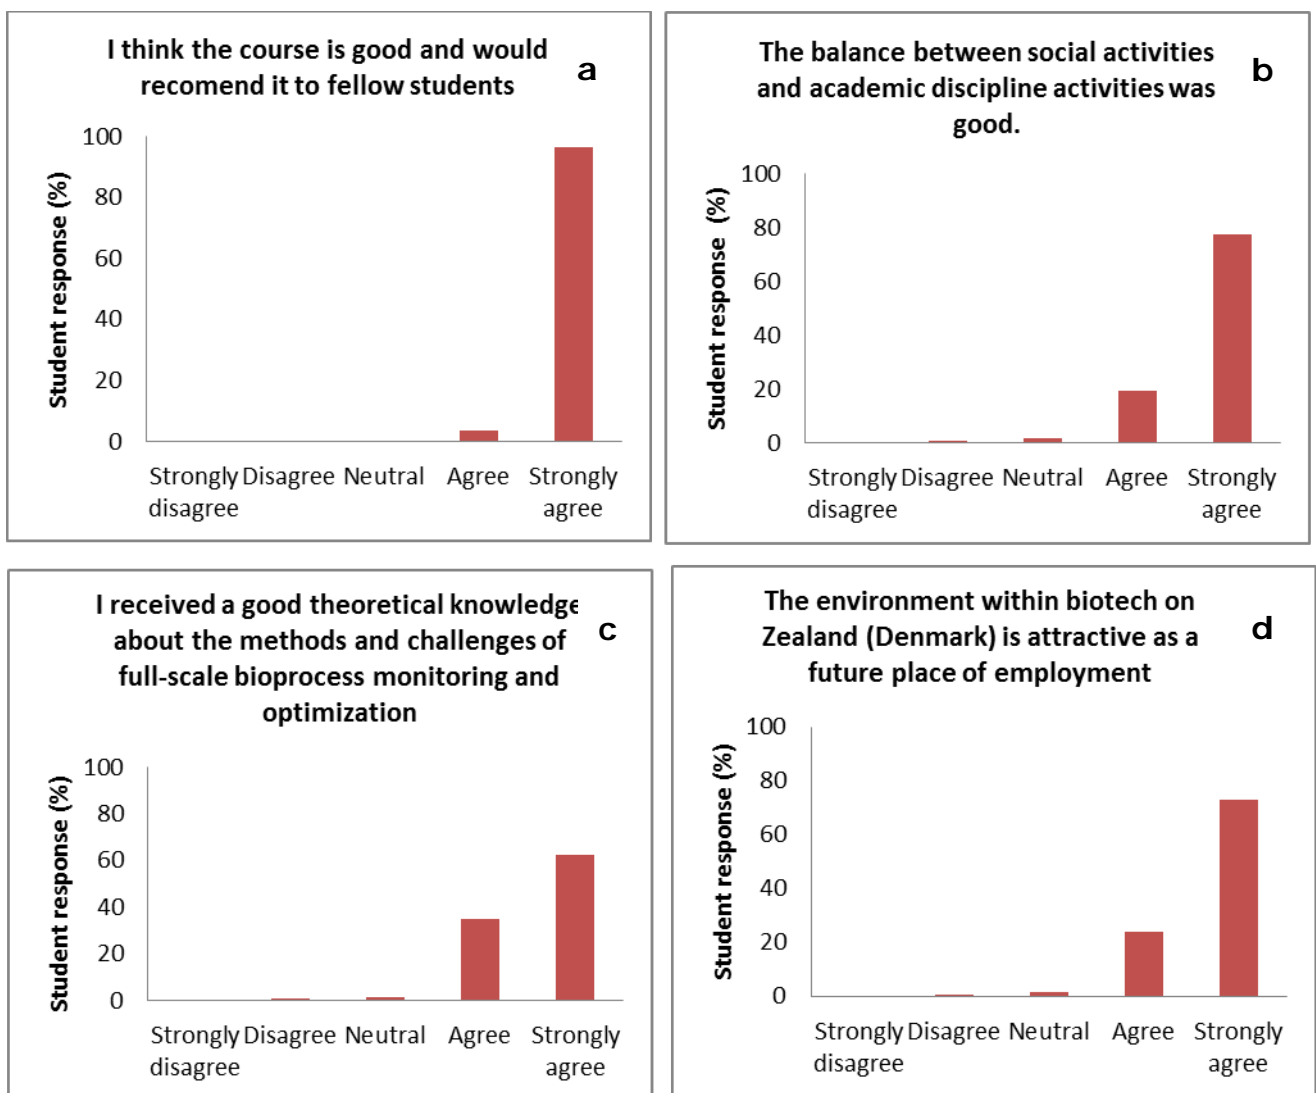 I think the course is good and would
recomend it to fellow students
a
Student response (%)
100
80
60
40
20
0
Strongly disagree
Disagree
Neutral
Agree
Strongly agree
The balance between social activities
and academic discipline activities was
good.
b
Student response (%)
100
80
60
40
20
0
Strongly disagree
Disagree
Neutral
Agree
Strongly agree
I received a good theoretical knowledge
about the methods and challenges of
full-scale bioprocess monitoring and
optimization
c
Student response (%)
100
80
60
40
20
0
Strongly disagree
Disagree
Neutral
Agree
Strongly agree
The environment within biotech on
Zealand (Denmark) is attractive as a
future place of employment
d
Student response (%)
100
80
60
40
20
0
Strongly disagree
Disagree
Neutral
Agree
Strongly agree